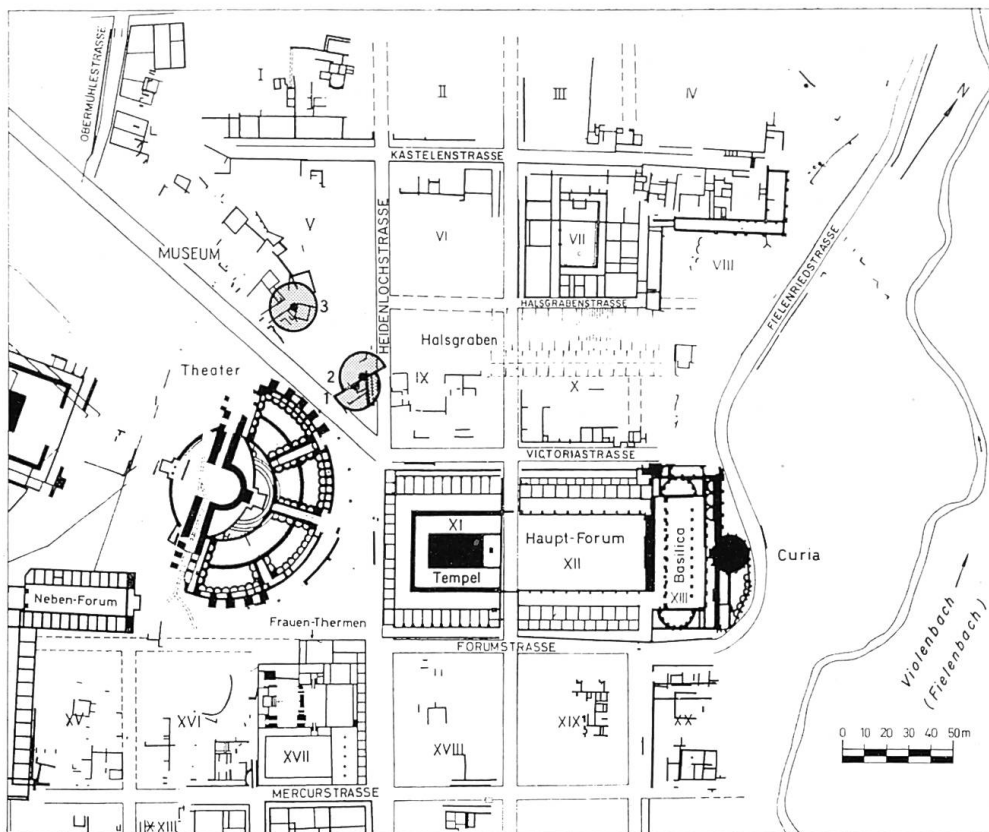 OBERMÜHLESTRASSE
I
II
III
IV
N
KASTELENSTRASSE
V
VI
VII
VIII
MUSEUM
HEIDENLOCHSTRASSE
HALSGRABENSTRASSE
FIELENRIEDSTRASSE
3
Halsgraben
Theater
2
IX
X
1
VICTORIASTRASSE
XI
Tempel
Haupt-Forum
XII
Basilica
XIII
Curia
Neben-Forum
Frauen-Thermen
FORUMSTRASSE
Violenbach
(Fielenbach)
XV
XVI
XVII
XVIII
XIX
XX
0 10 20 30 40 50m
MERCURSTRASSE